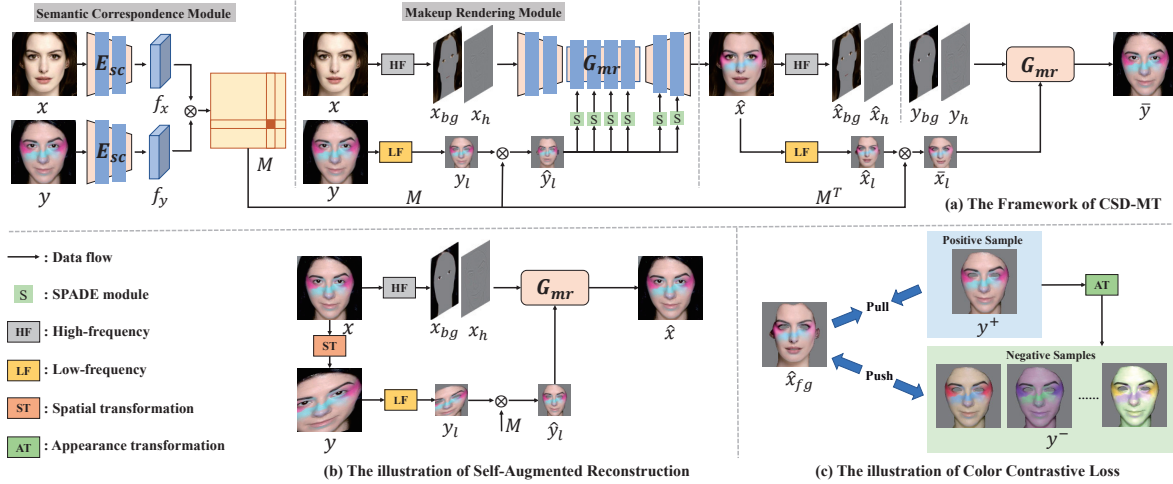 Semantic Correspondence Module
Makeup Rendering Module
x
E_sc
f_x
y
E_sc
f_y
⊗
M
x
HF
x_bg x_h
G_mr
S S S S S S
y
LF
y_l
⊗
ŷ_l
M
x̂
HF
x̂_bg x̂_h
LF
x̂_l
⊗
x̄_l
M^T
y_bg y_h
G_mr
ȳ
(a) The Framework of CSD-MT
: Data flow
S : SPADE module
HF : High-frequency
LF : Low-frequency
ST : Spatial transformation
AT : Appearance transformation
x
HF
x_bg x_h
G_mr
x̂
ST
y
LF
y_l
⊗
M
ŷ_l
(b) The illustration of Self-Augmented Reconstruction
Positive Sample
y^+
AT
Pull
Push
x̂_fg
Negative Samples
......
y^−
(c) The illustration of Color Contrastive Loss